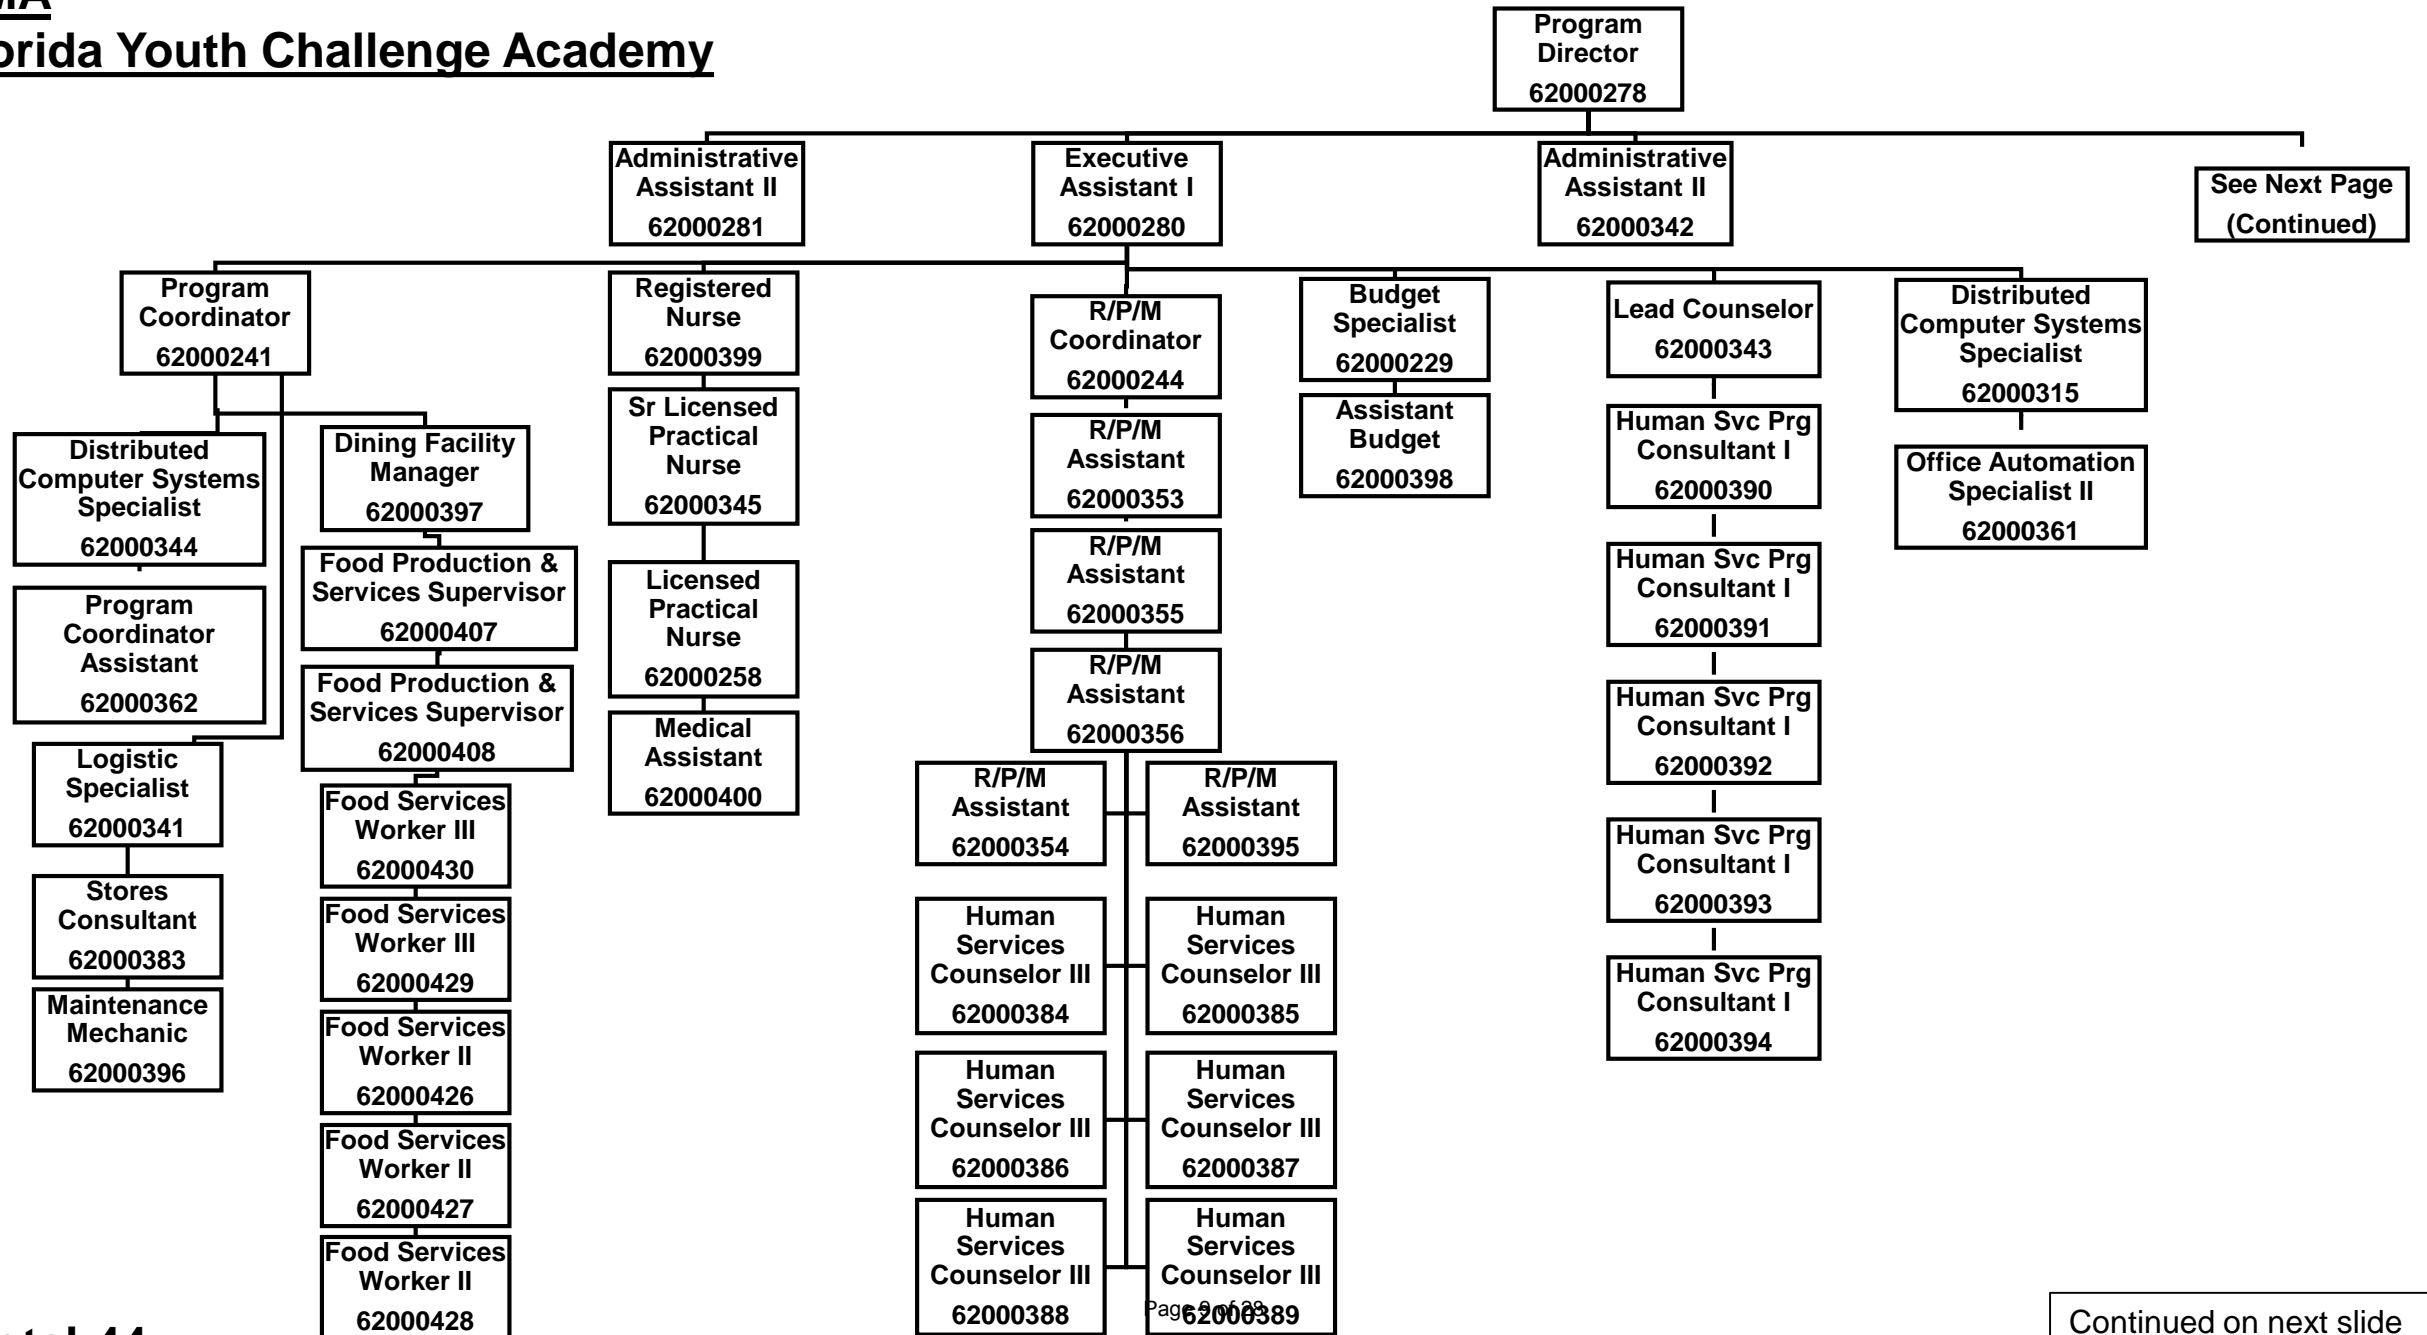 orida Youth Challenge Academy
Program
Director
62000278
Administrative
Assistant II
62000281
Executive
Assistant I
62000280
Administrative
Assistant II
62000342
See Next Page
(Continued)
Program
Coordinator
62000241
Registered
Nurse
62000399
R/P/M
Coordinator
62000244
Budget
Specialist
62000229
Lead Counselor
62000343
Distributed
Computer Systems
Specialist
62000315
Distributed
Computer Systems
Specialist
62000344
Program
Coordinator
Assistant
62000362
Logistic
Specialist
62000341
Stores
Consultant
62000383
Maintenance
Mechanic
62000396
Dining Facility
Manager
62000397
Food Production &
Services Supervisor
62000407
Food Production &
Services Supervisor
62000408
Food Services
Worker III
62000430
Food Services
Worker III
62000429
Food Services
Worker II
62000426
Food Services
Worker II
62000427
Food Services
Worker II
62000428
Sr Licensed
Practical
Nurse
62000345
Licensed
Practical
Nurse
62000258
Medical
Assistant
62000400
R/P/M
Assistant
62000353
R/P/M
Assistant
62000355
R/P/M
Assistant
62000356
R/P/M
Assistant
62000354
R/P/M
Assistant
62000395
Human
Services
Counselor III
62000384
Human
Services
Counselor III
62000385
Human
Services
Counselor III
62000386
Human
Services
Counselor III
62000387
Human
Services
Counselor III
62000388
Human
Services
Counselor III
62000389
Assistant
Budget
62000398
Human Svc Prg
Consultant I
62000390
Human Svc Prg
Consultant I
62000391
Human Svc Prg
Consultant I
62000392
Human Svc Prg
Consultant I
62000393
Human Svc Prg
Consultant I
62000394
Office Automation
Specialist II
62000361
Page 9 of 28
Continued on next slide